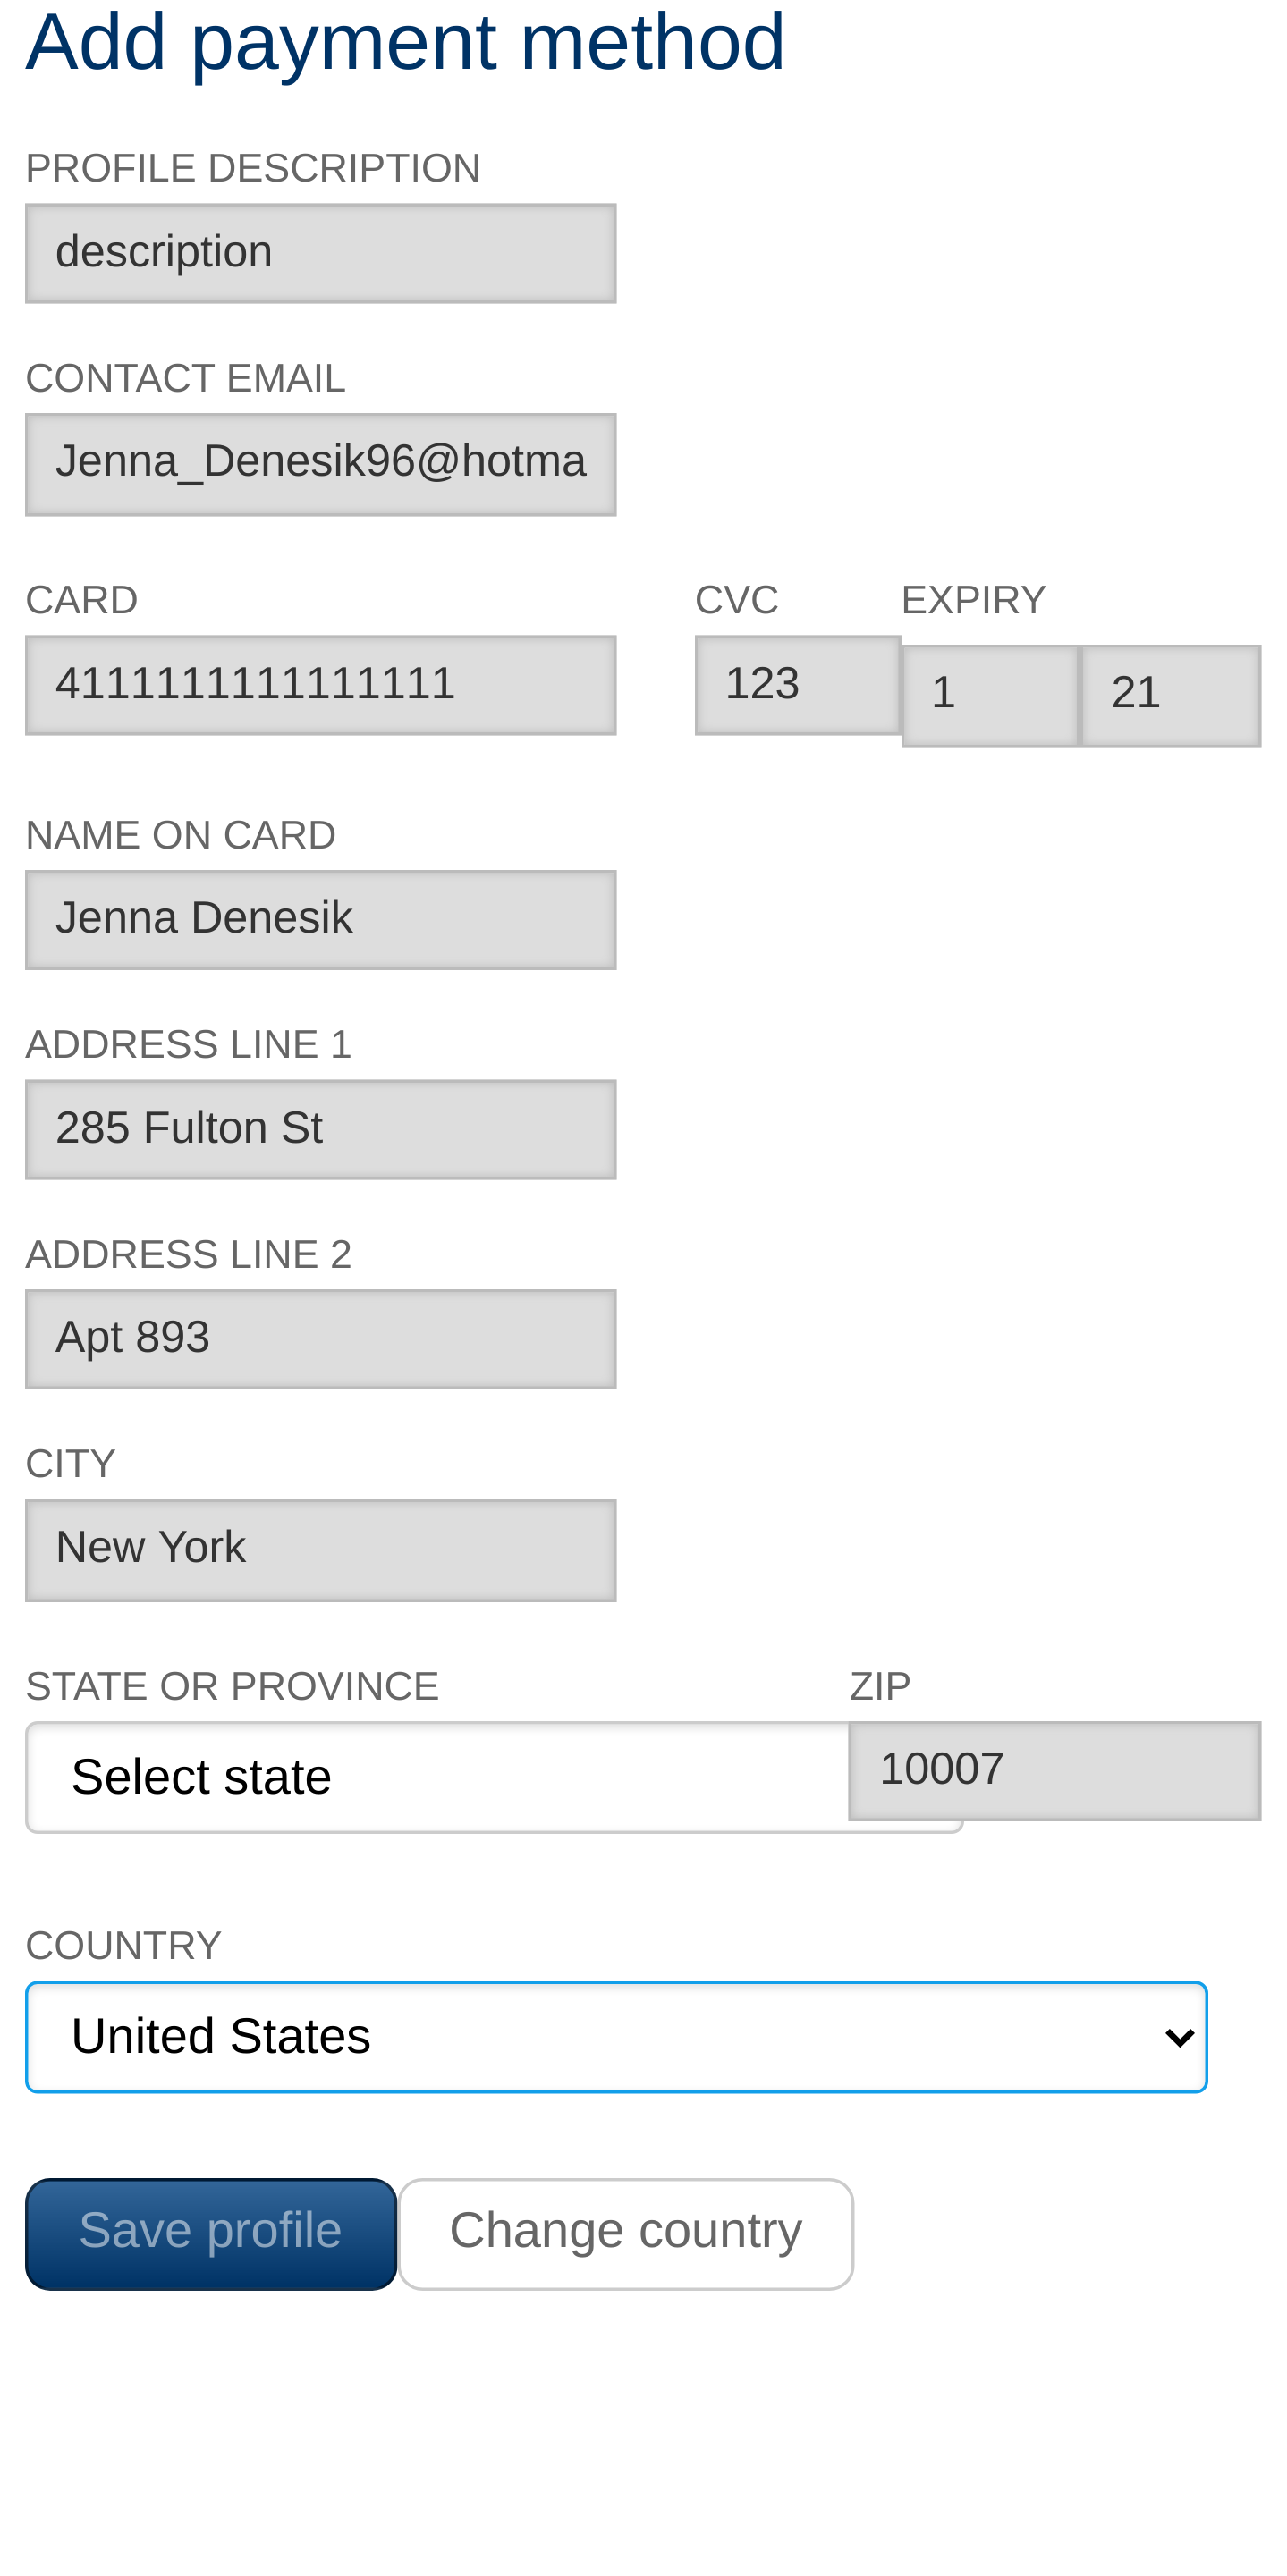 Add payment method
PROFILE DESCRIPTION
description
CONTACT EMAIL
Jenna_Denesik96@hotma
CARD CVC EXPIRY
4111111111111111 123 1 21
NAME ON CARD
Jenna Denesik
ADDRESS LINE 1
285 Fulton St
ADDRESS LINE 2
Apt 893
CITY
New York
STATE OR PROVINCE ZIP
Select state 10007
COUNTRY
United States
Save profile Change country